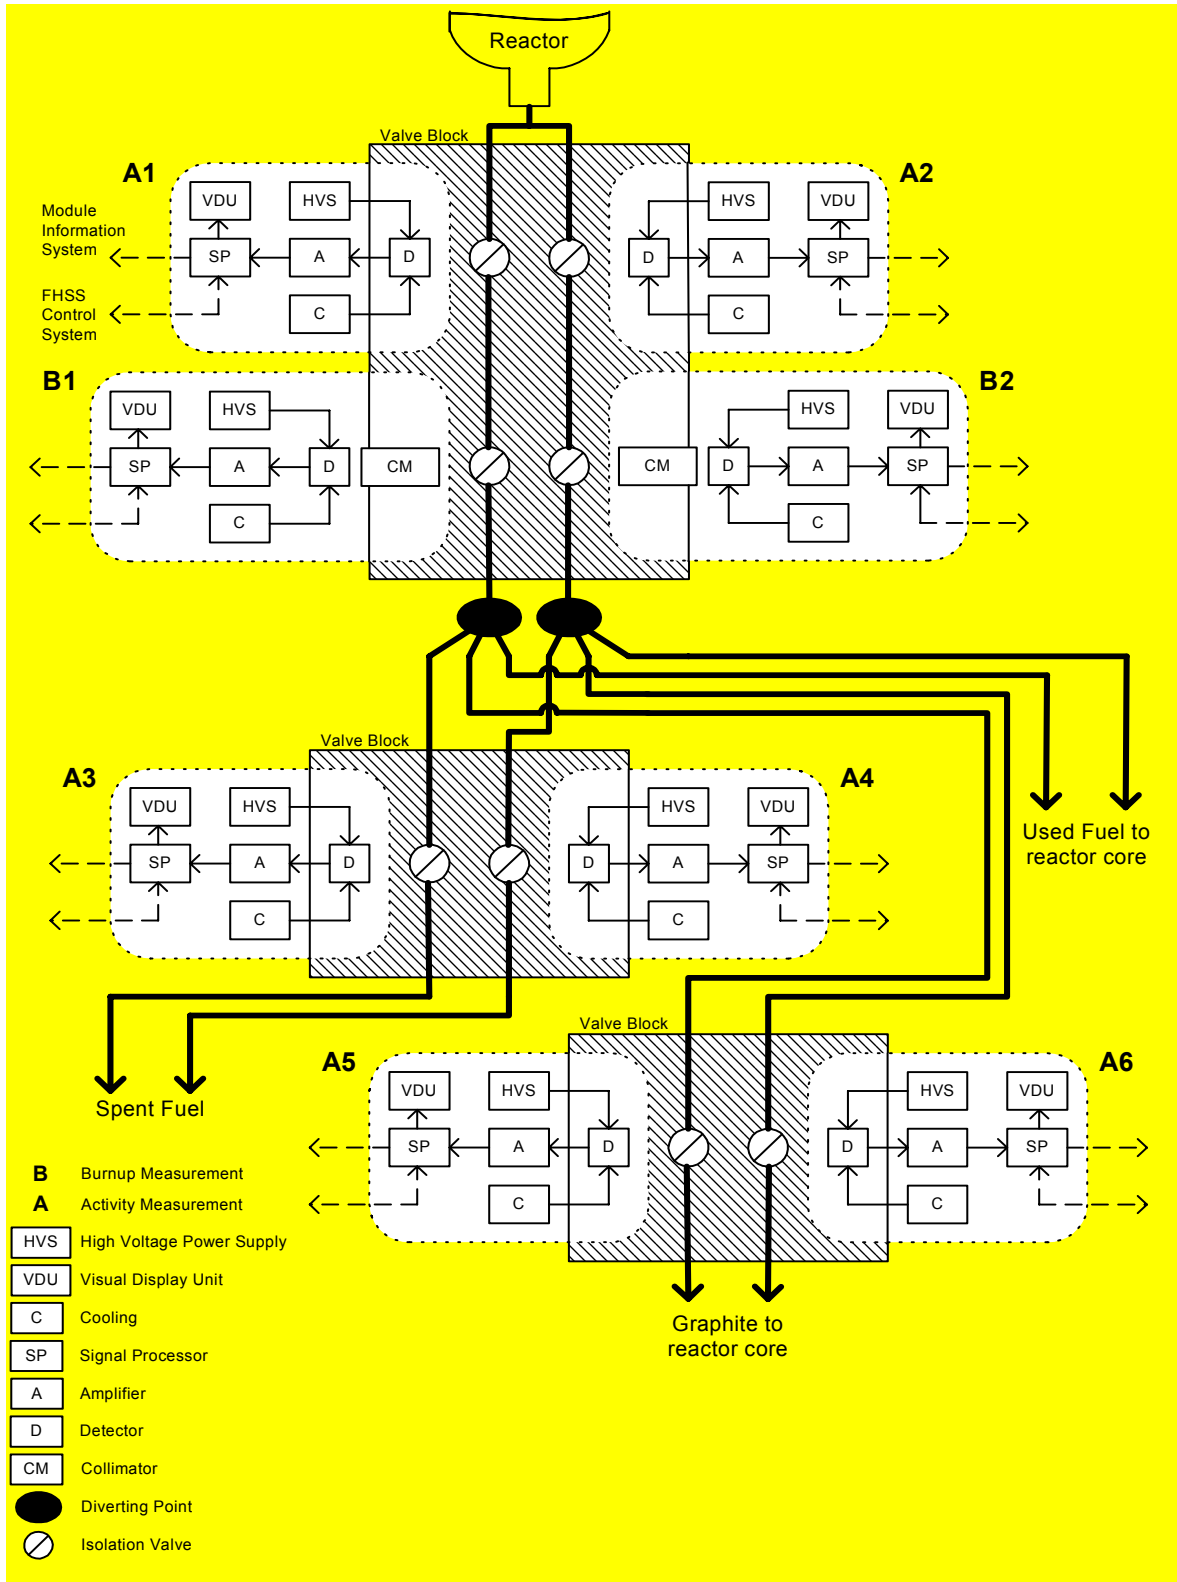 Reactor
Valve Block
A1
A2
VDU
HVS
HVS
VDU
Module
Information
System
SP
A
D
D
A
SP
FHSS
Control
System
C
C
B1
B2
VDU
HVS
HVS
VDU
SP
A
D
CM
CM
D
A
SP
C
C
Valve Block
A3
A4
VDU
HVS
HVS
VDU
SP
A
D
D
A
SP
C
C
Used Fuel to
reactor core
Valve Block
A5
A6
VDU
HVS
HVS
VDU
SP
A
D
D
A
SP
C
C
Spent Fuel
Graphite to
reactor core
B Burnup Measurement
A Activity Measurement
HVS High Voltage Power Supply
VDU Visual Display Unit
C Cooling
SP Signal Processor
A Amplifier
D Detector
CM Collimator
Diverting Point
Isolation Valve